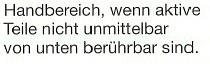 Handbereich, wenn aktive
Teile nicht unmittelbar
von unten berührbar sind.